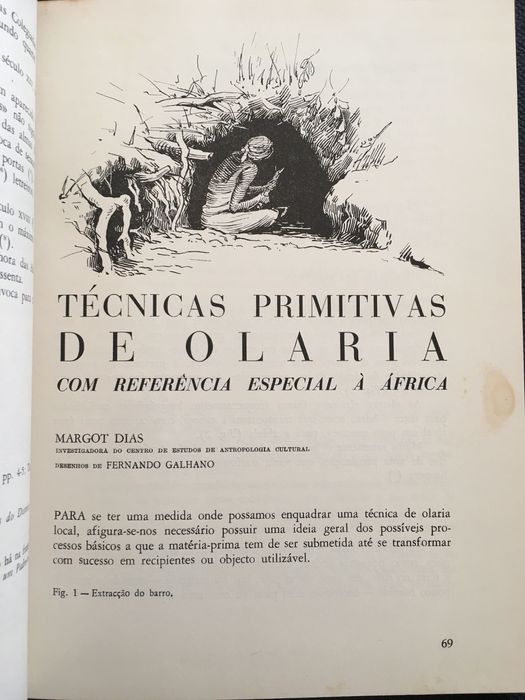 TÉCNICAS PRIMITIVAS
DE OLARIA
COM REFERÊNCIA ESPECIAL À ÁFRICA
MARGOT DIAS
INVESTIGADORA DO CENTRO DE ESTUDOS DE ANTROPOLOGIA CULTURAL
DESENHOS DE FERNANDO GALHANO
PARA se ter uma medida onde possamos enquadrar uma técnica de olaria
local, afigura-se-nos necessário possuir uma ideia geral dos possíveis pro-
cessos básicos a que a matéria-prima tem de ser submetida até se transformar
com sucesso em recipientes ou objecto utilizável.
Fig. 1 — Extracção do barro.
69